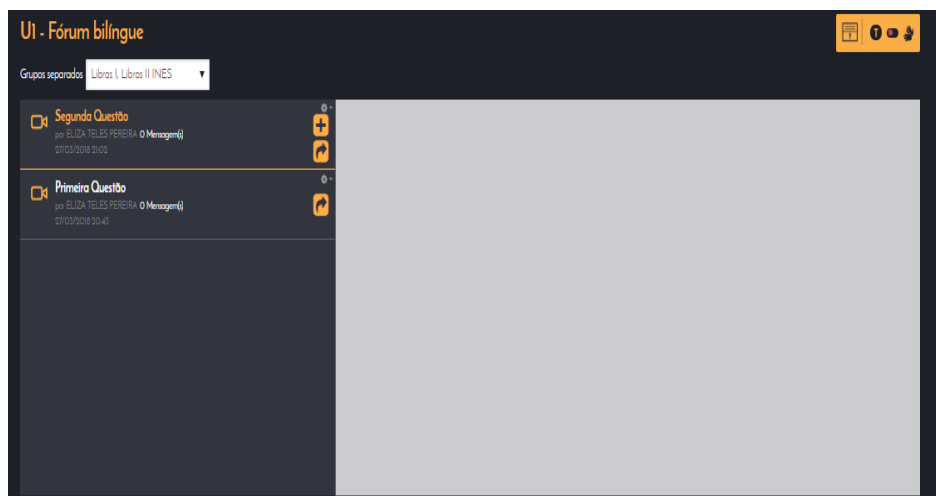 U1 - Fórum bilíngue
Grupos separados Libras I, Libras II INES
Segunda Questão
por ELIZA TELES PEREIRA 0 Mensagem(s)
27/03/2018 21:02
Primeira Questão
por ELIZA TELES PEREIRA 0 Mensagem(s)
27/03/2018 20:43